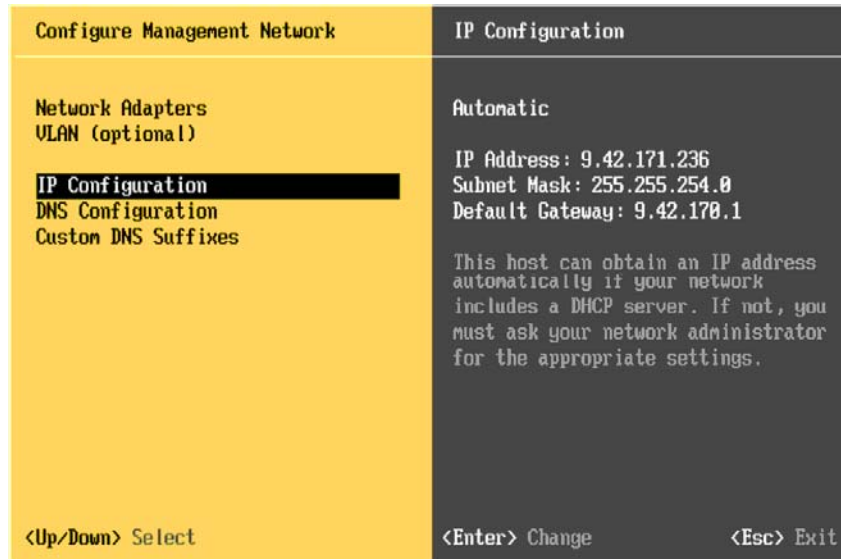 Configure Management Network
IP Configuration
Network Adapters
VLAN (optional)
IP Configuration
DNS Configuration
Custom DNS Suffixes
Automatic
IP Address: 9.42.171.236
Subnet Mask: 255.255.254.0
Default Gateway: 9.42.170.1
This host can obtain an IP address
automatically if your network
includes a DHCP server. If not, you
must ask your network administrator
for the appropriate settings.
<Up/Down> Select
<Enter> Change
<Esc> Exit